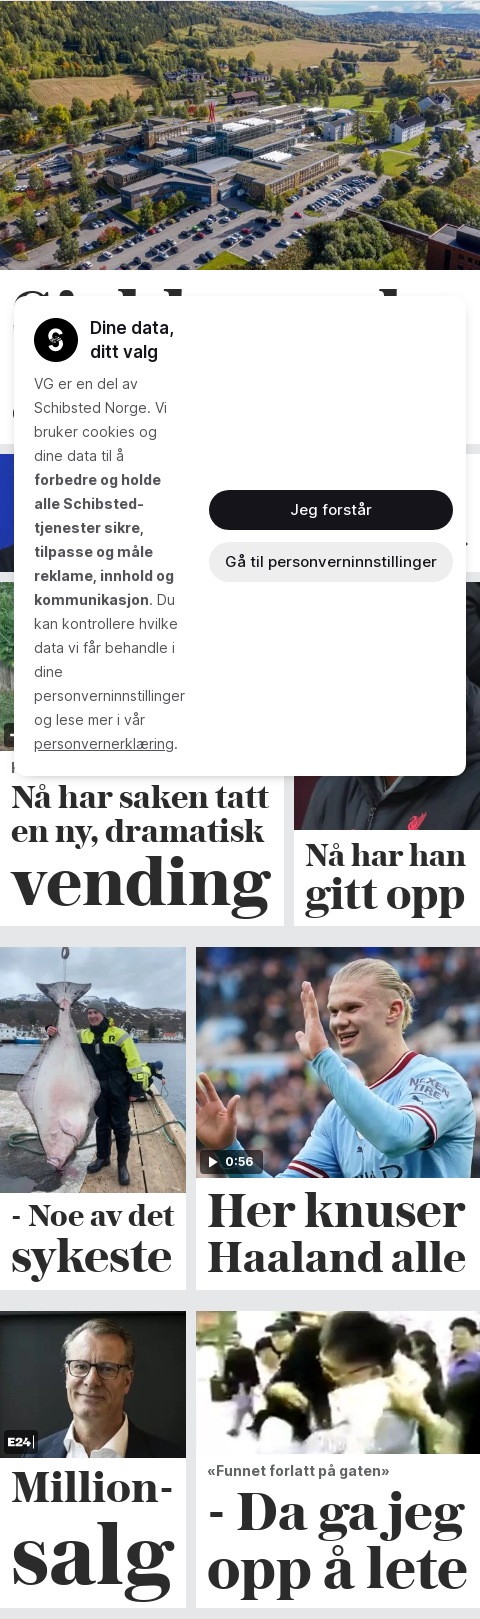 Dine data,
ditt valg
VG er en del av
Schibsted Norge. Vi
bruker cookies og
dine data til å
forbedre og holde
alle Schibsted-
tjenester sikre,
tilpasse og måle
reklame, innhold og
kommunikasjon. Du
kan kontrollere hvilke
data vi får behandle i
dine
personverninnstillinger
og lese mer i vår
personvernerklæring.
Jeg forstår
Gå til personverninnstillinger
Nå har saken tatt
en ny, dramatisk
vending
Nå har han
gitt opp
NEXEN
TIRE
0:56
- Noe av det
sykeste
Her knuser
Haaland alle
E24
Million-
salg
«Funnet forlatt på gaten»
- Da ga jeg
opp å lete